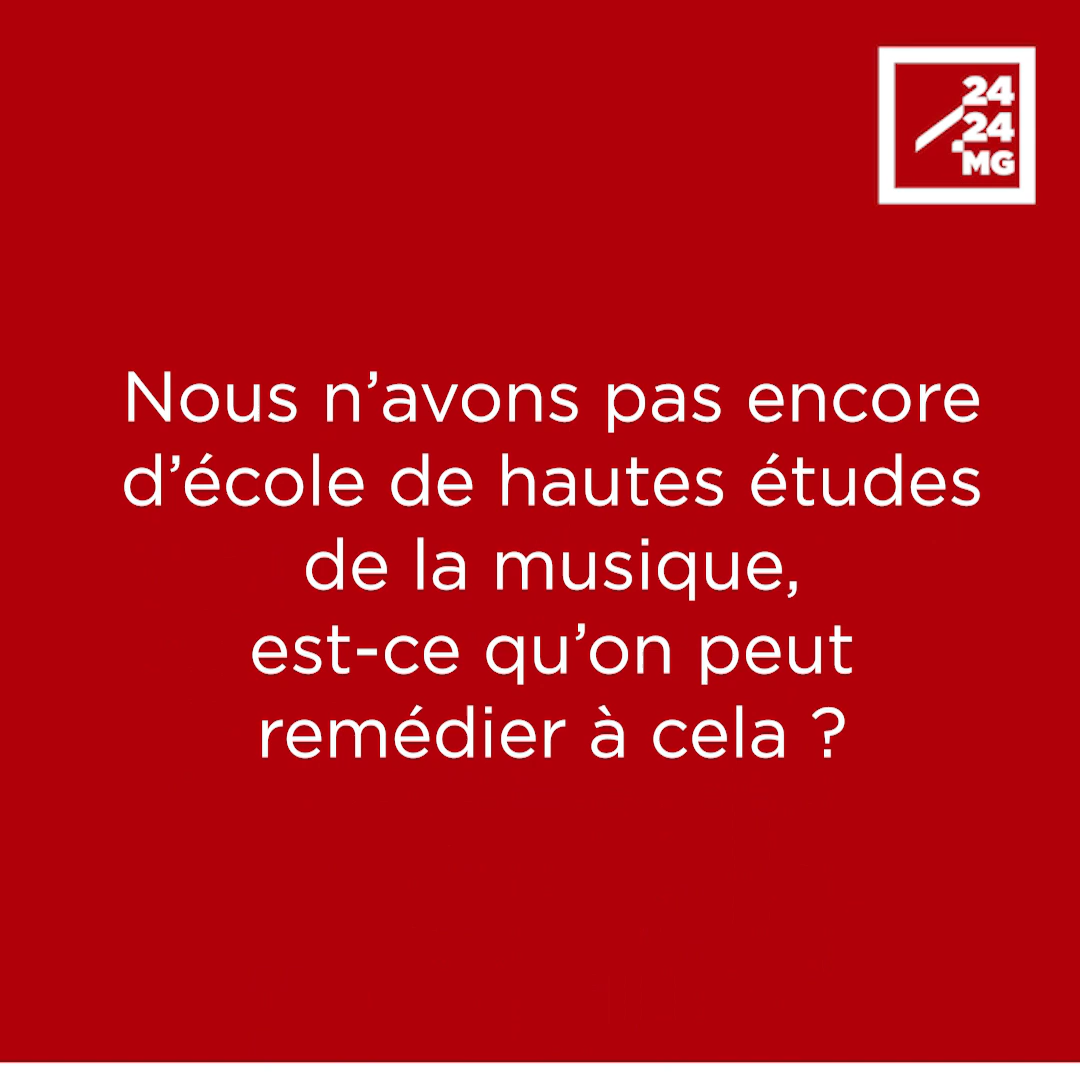 24
24
MG
Nous n’avons pas encore
d’école de hautes études
de la musique,
est-ce qu’on peut
remédier à cela ?